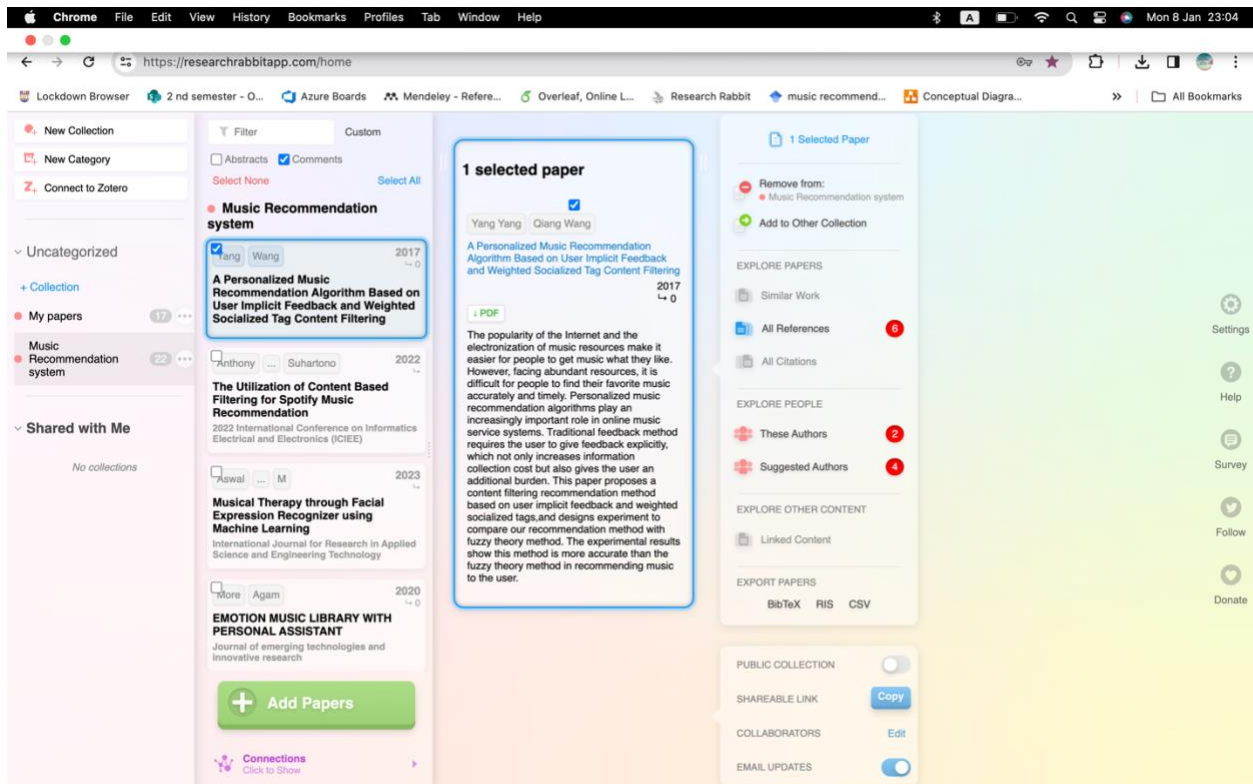 Chrome File Edit View History Bookmarks Profiles Tab Window Help
A
Mon 8 Jan 23:04
https://researchrabbitapp.com/home
Lockdown Browser
2 nd semester - O...
Azure Boards
Mendeley - Refere...
Overleaf, Online L...
Research Rabbit
music recommend...
Conceptual Diagra...
»
All Bookmarks
New Collection
New Category
Z+ Connect to Zotero
Uncategorized
+ Collection
My papers 17 ...
Music
Recommendation
system
22 ...
Shared with Me
No collections
Filter
Custom
Abstracts
Comments
Select None
Select All
Music Recommendation
system
Yang Wang 2017
0
A Personalized Music
Recommendation Algorithm Based on
User Implicit Feedback and Weighted
Socialized Tag Content Filtering
Anthony ... Suhartono 2022
The Utilization of Content Based
Filtering for Spotify Music
Recommendation
2022 International Conference on Informatics
Electrical and Electronics (ICIEE)
Aswal ... M 2023
Musical Therapy through Facial
Expression Recognizer using
Machine Learning
International Journal for Research in Applied
Science and Engineering Technology
More Agam 2020
0
EMOTION MUSIC LIBRARY WITH
PERSONAL ASSISTANT
Journal of emerging technologies and
innovative research
Add Papers
Connections
Click to Show
1 selected paper
Yang Yang Qiang Wang
A Personalized Music Recommendation
Algorithm Based on User Implicit Feedback
and Weighted Socialized Tag Content Filtering
2017
0
↓ PDF
The popularity of the Internet and the
electronization of music resources make it
easier for people to get music what they like.
However, facing abundant resources, it is
difficult for people to find their favorite music
accurately and timely. Personalized music
recommendation algorithms play an
increasingly important role in online music
service systems. Traditional feedback method
requires the user to give feedback explicitly,
which not only increases information
collection cost but also gives the user an
additional burden. This paper proposes a
content filtering recommendation method
based on user implicit feedback and weighted
socialized tags,and designs experiment to
compare our recommendation method with
fuzzy theory method. The experimental results
show this method is more accurate than the
fuzzy theory method in recommending music
to the user.
1 Selected Paper
Remove from:
Music Recommendation system
Add to Other Collection
EXPLORE PAPERS
Similar Work
All References 6
All Citations
EXPLORE PEOPLE
These Authors 2
Suggested Authors 4
EXPLORE OTHER CONTENT
Linked Content
EXPORT PAPERS
BibTeX RIS CSV
PUBLIC COLLECTION
SHAREABLE LINK Copy
COLLABORATORS Edit
EMAIL UPDATES
Settings
?
Help
Survey
Follow
Donate